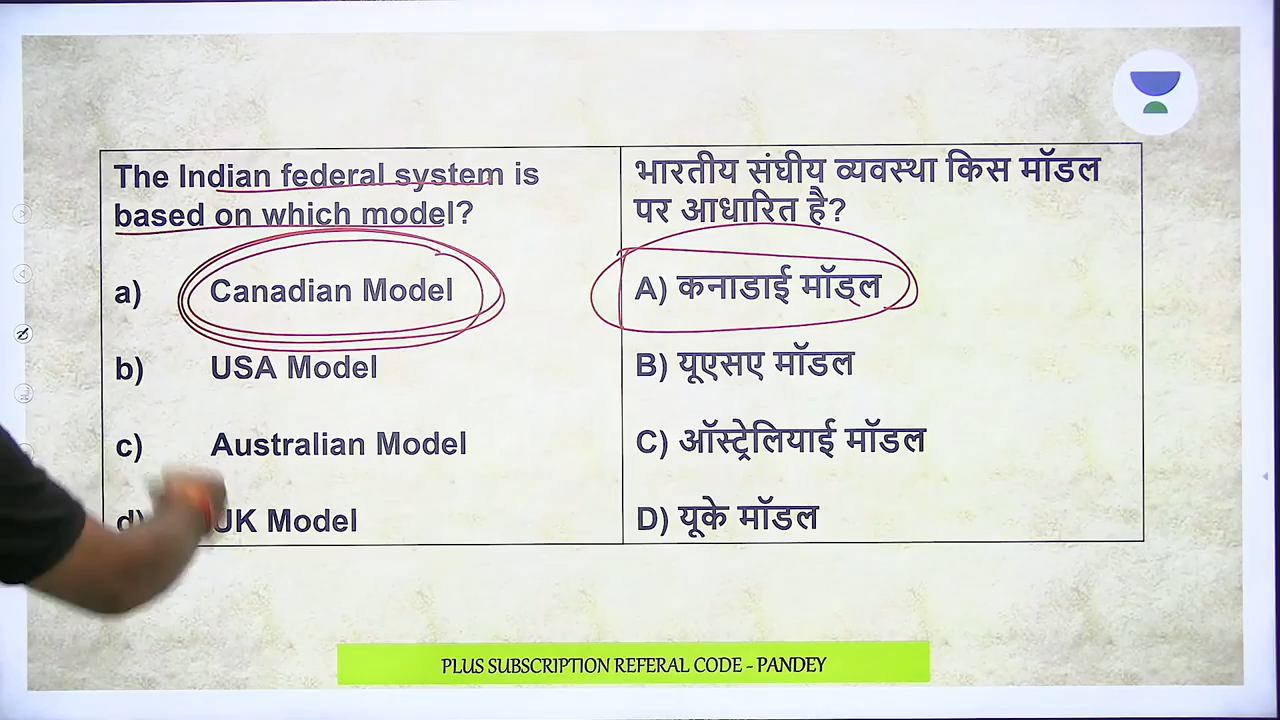 The Indian federal system is
based on which model?
a) Canadian Model
b) USA Model
c) Australian Model
d) UK Model
भारतीय संघीय व्यवस्था किस मॉडल
पर आधारित है?
A) कनाडाई मॉडल
B) यूएसए मॉडल
C) ऑस्ट्रेलियाई मॉडल
D) यूके मॉडल
PLUS SUBSCRIPTION REFERAL CODE - PANDEY